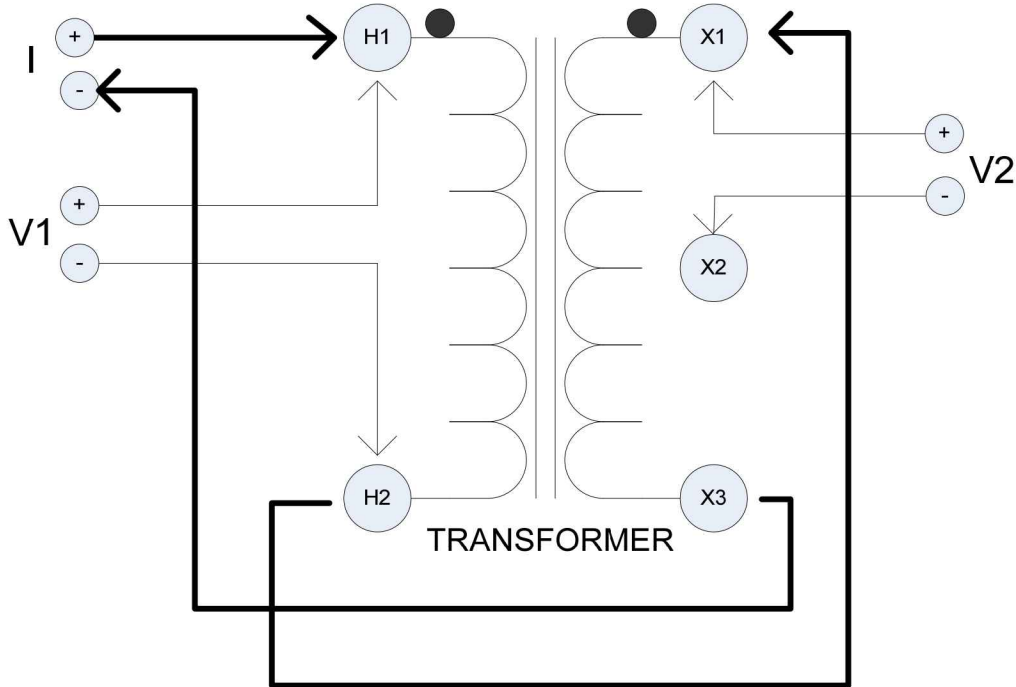 + H1 X1
I
-
+
+ V2
V1 -
- X2
H2 X3
TRANSFORMER